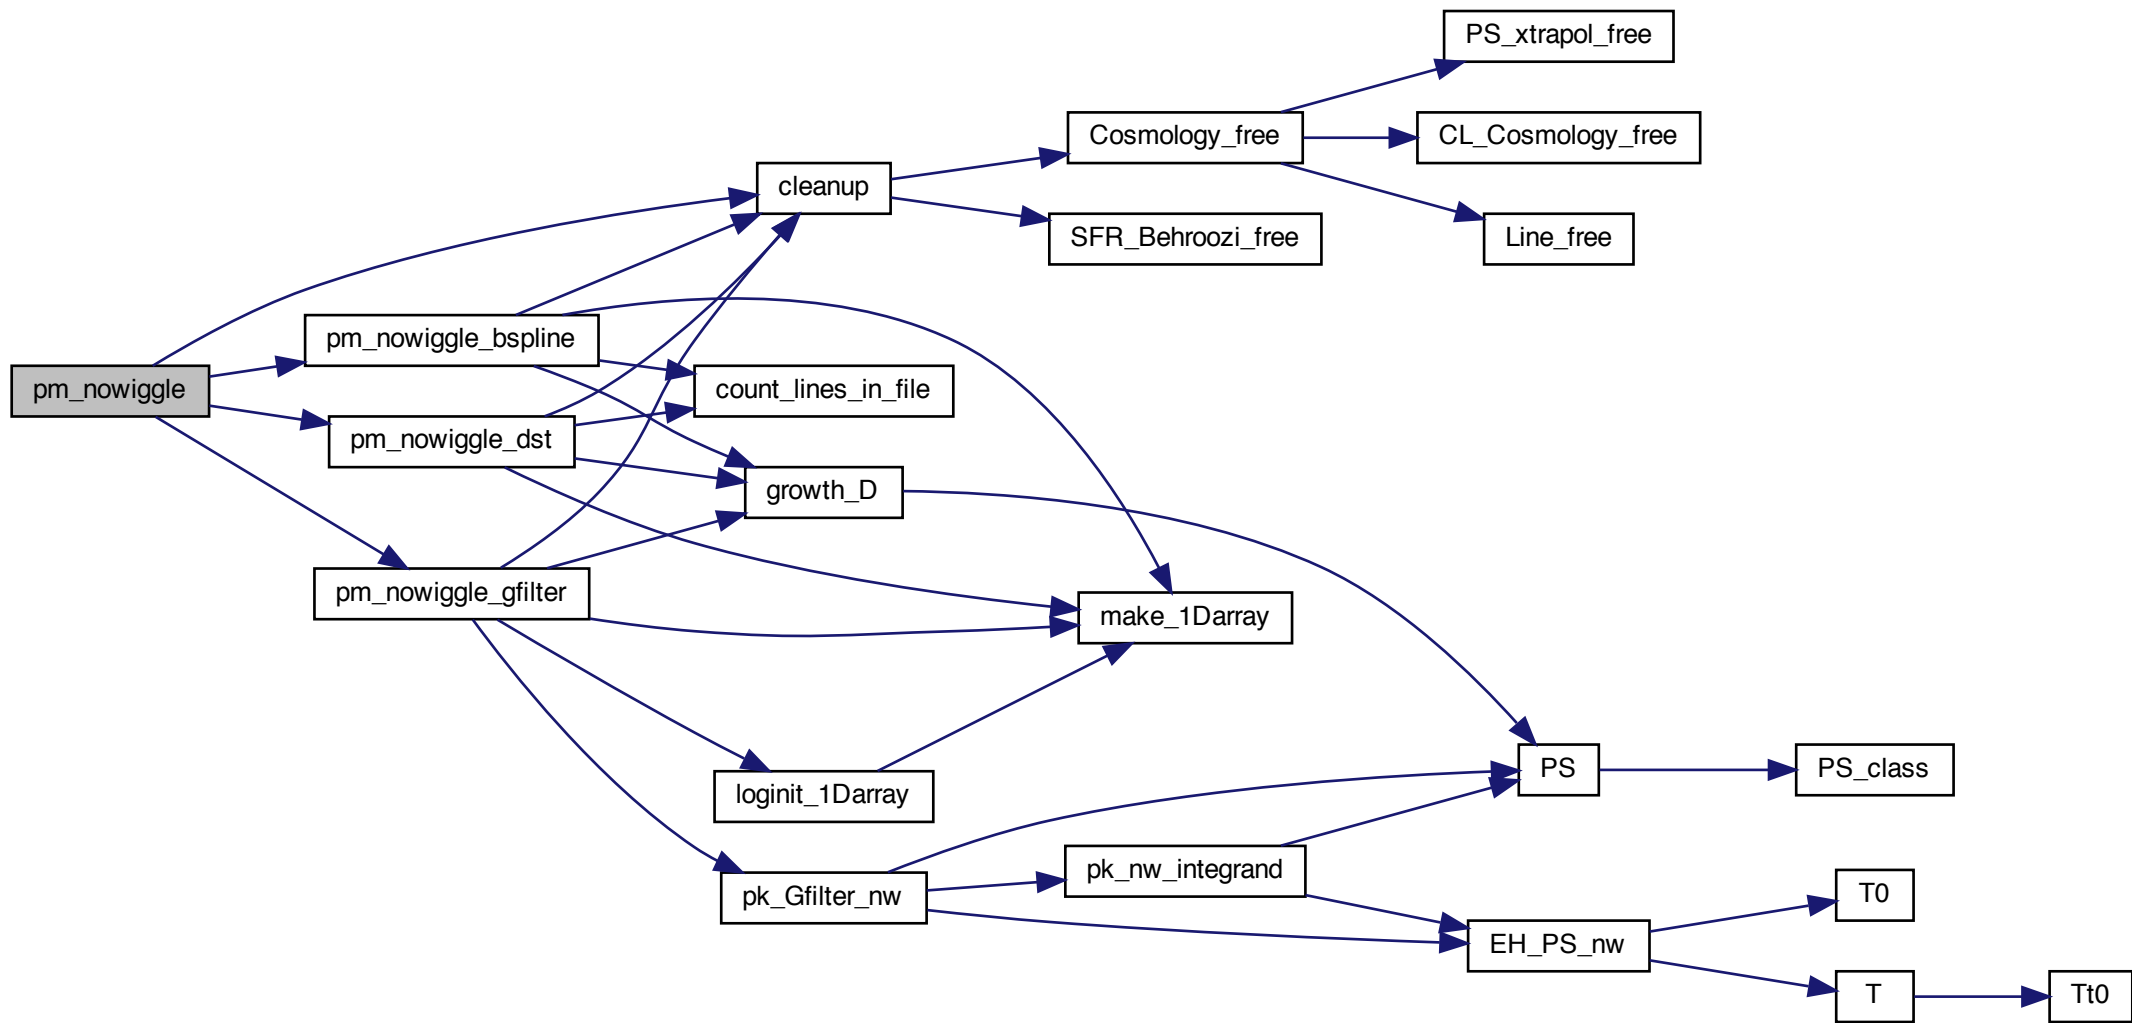 PS_xtrapol_free
Cosmology_free
CL_Cosmology_free
cleanup
SFR_Behroozi_free
Line_free
pm_nowiggle_bspline
pm_nowiggle
count_lines_in_file
pm_nowiggle_dst
growth_D
pm_nowiggle_gfilter
make_1Darray
loginit_1Darray
PS
PS_class
pk_nw_integrand
pk_Gfilter_nw
T0
EH_PS_nw
T
Tt0